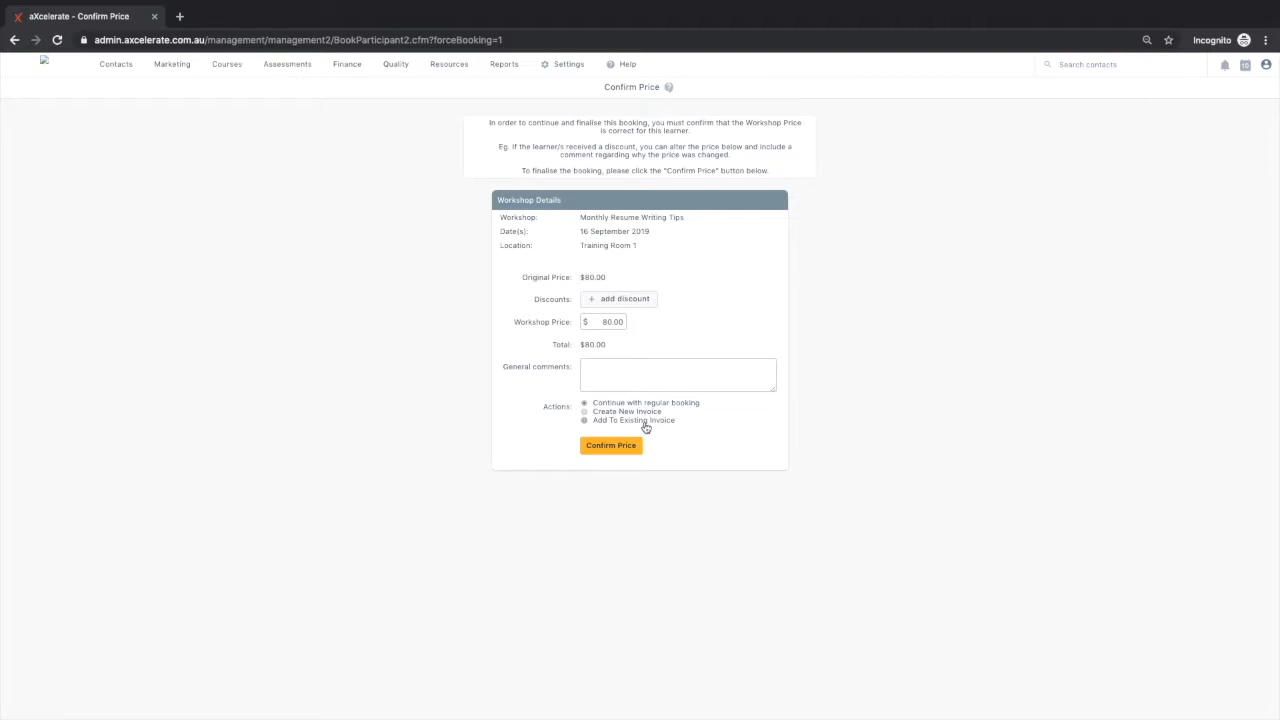 aXcelerate - Confirm Price
admin.axcelerate.com.au/management/management2/BookParticipant2.cfm?forceBooking=1
Incognito
Contacts
Marketing
Courses
Assessments
Finance
Quality
Resources
Reports
Settings
Help
Search contacts
10
Confirm Price
In order to continue and finalise this booking, you must confirm that the Workshop Price
is correct for this learner.
Eg. If the learner/s received a discount, you can alter the price below and include a
comment regarding why the price was changed.
To finalise the booking, please click the "Confirm Price" button below.
Workshop Details
Workshop: Monthly Resume Writing Tips
Date(s): 16 September 2019
Location: Training Room 1
Original Price: $80.00
Discounts: + add discount
Workshop Price: $ 80.00
Total: $80.00
General comments:
Actions: Continue with regular booking
Create New Invoice
Add To Existing Invoice
Confirm Price